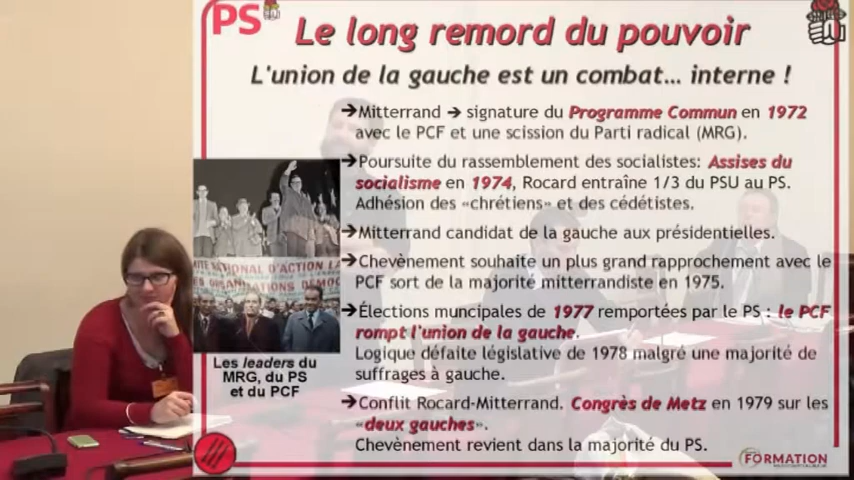 PS
Le long remord du pouvoir
L'union de la gauche est un combat... interne !
➔Mitterrand ➔ signature du Programme Commun en 1972
avec le PCF et une scission du Parti radical (MRG).
➔Poursuite du rassemblement des socialistes: Assises du
socialisme en 1974, Rocard entraîne 1/3 du PSU au PS.
Adhésion des «chrétiens» et des cédétistes.
➔Mitterrand candidat de la gauche aux présidentielles.
➔Chevènement souhaite un plus grand rapprochement avec le
PCF sort de la majorité mitterrandiste en 1975.
➔Élections muncipales de 1977 remportées par le PS : le PCF
rompt l'union de la gauche.
Logique défaite législative de 1978 malgré une majorité de
suffrages à gauche.
➔Conflit Rocard-Mitterrand. Congrès de Metz en 1979 sur les
«deux gauches».
Chevènement revient dans la majorité du PS.
NATIONAL D'ACTION
ORGANISATIONS
Les leaders du
MRG, du PS
et du PCF
FORMATION